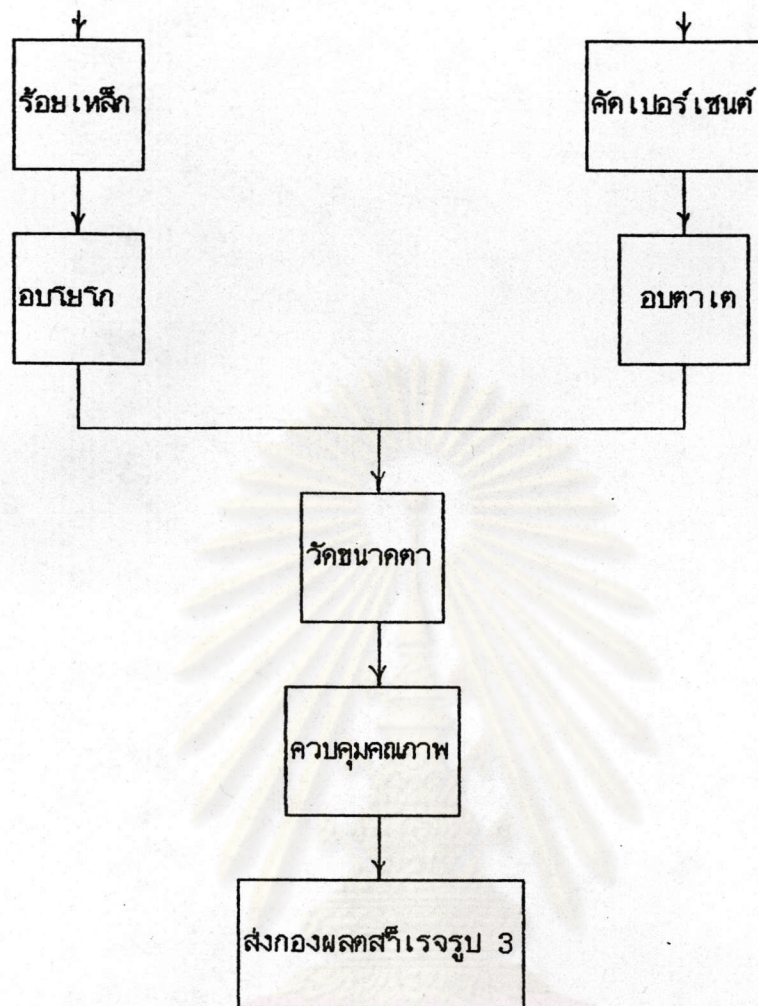 ร้อยเหล็ก
คัดเปอร์เซนต์
อบโยโก
อบตาเต
วัดขนาดตา
ควบคุมคณภาพ
ส่งกองผลตสำเรจรูป 3